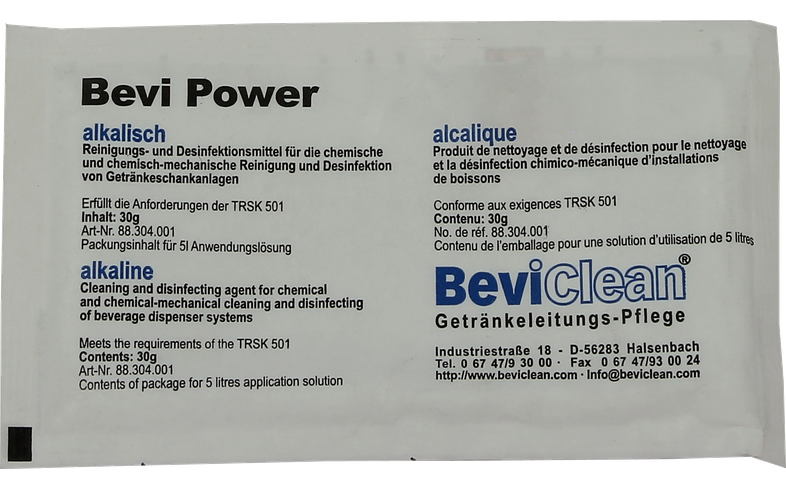 Bevi Power
alkalisch
Reinigungs- und Desinfektionsmittel für die chemische
und chemisch-mechanische Reinigung und Desinfektion
von Getränkeschankanlagen
Erfüllt die Anforderungen der TRSK 501
Inhalt: 30g
Art-Nr. 88.304.001
Packungsinhalt für 5l Anwendungslösung
alkaline
Cleaning and disinfecting agent for chemical
and chemical-mechanical cleaning and disinfecting
of beverage dispenser systems
Meets the requirements of the TRSK 501
Contents: 30g
Art-Nr. 88.304.001
Contents of package for 5 litres application solution
alcalique
Produit de nettoyage et de désinfection pour le nettoyage
et la désinfection chimico-mécanique d'installations
de boissons
Conforme aux exigences TRSK 501
Contenu: 30g
No. de réf. 88.304.001
Contenu de l'emballage pour une solution d'utilisation de 5 litres
BeviClean®
Getränkeleitungs-Pflege
Industriestraße 18 - D-56283 Halsenbach
Tel. 0 67 47/9 30 00 · Fax 0 67 47/93 00 24
http://www.beviclean.com · Info@beviclean.com